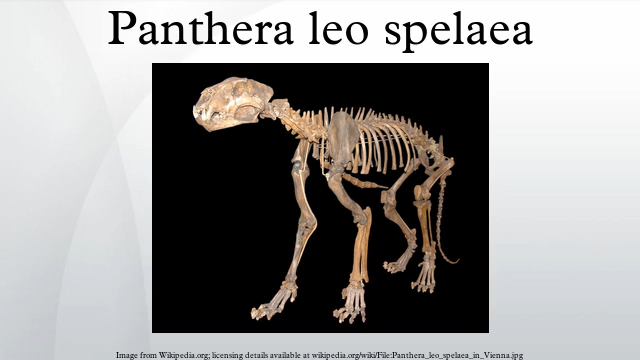 Panthera leo spelaea
Image from Wikipedia.org; licensing details available at wikipedia.org/wiki/File:Panthera_leo_spelaea_in_Vienna.jpg